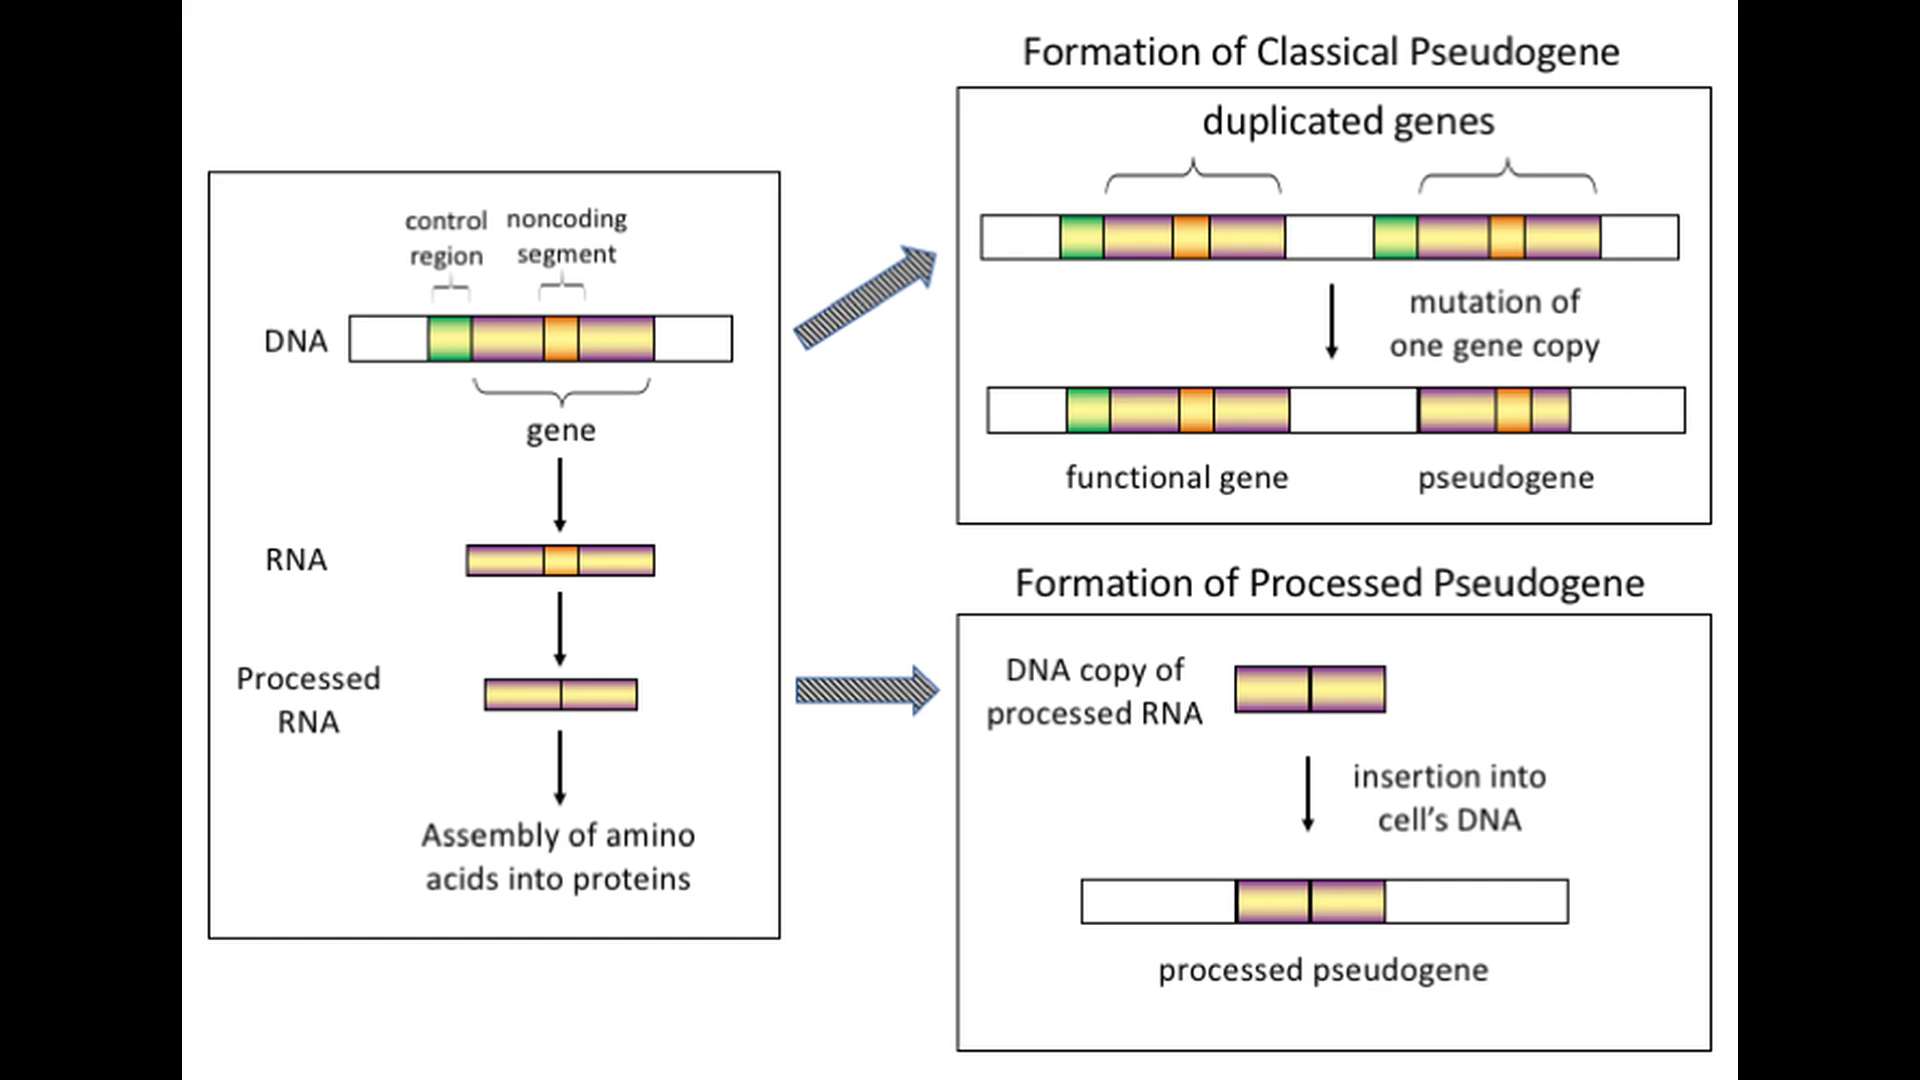 control
region
noncoding
segment
DNA
gene
RNA
Processed
RNA
Assembly of amino
acids into proteins
Formation of Classical Pseudogene
duplicated genes
mutation of
one gene copy
functional gene
pseudogene
Formation of Processed Pseudogene
DNA copy of
processed RNA
insertion into
cell’s DNA
processed pseudogene